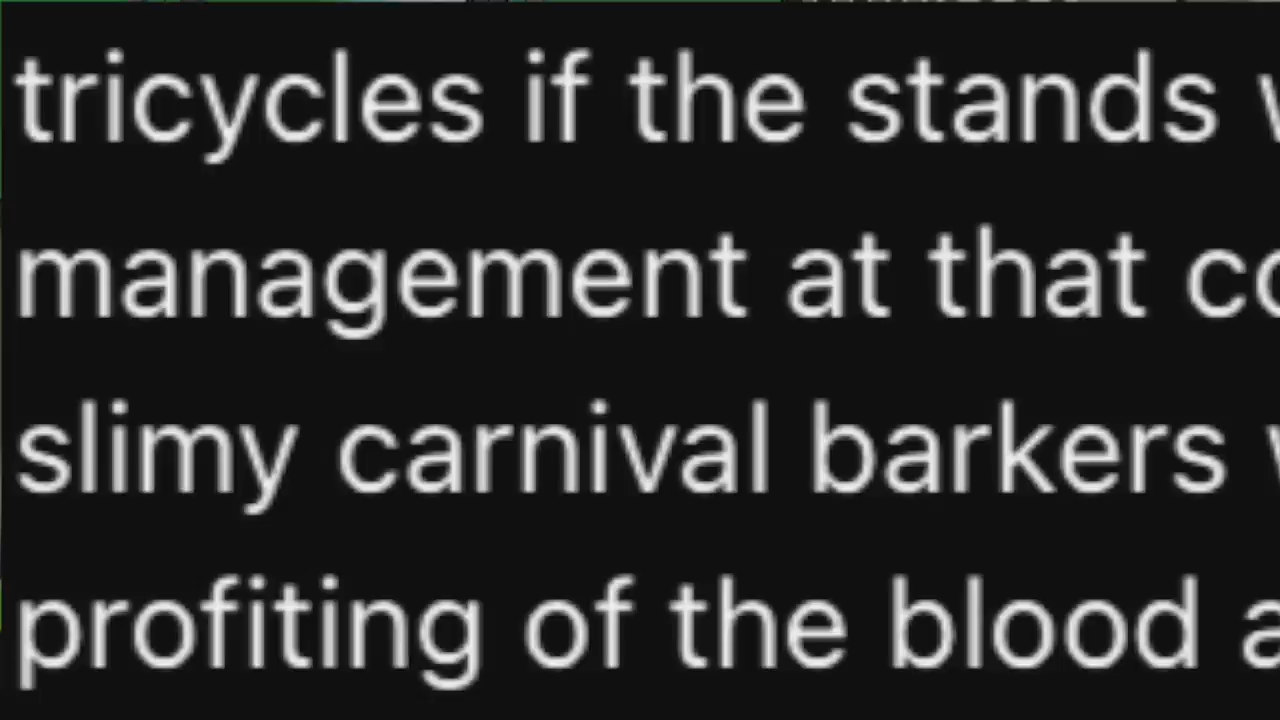 tricycles if the stands
management at that
slimy carnival barkers
profiting of the blood